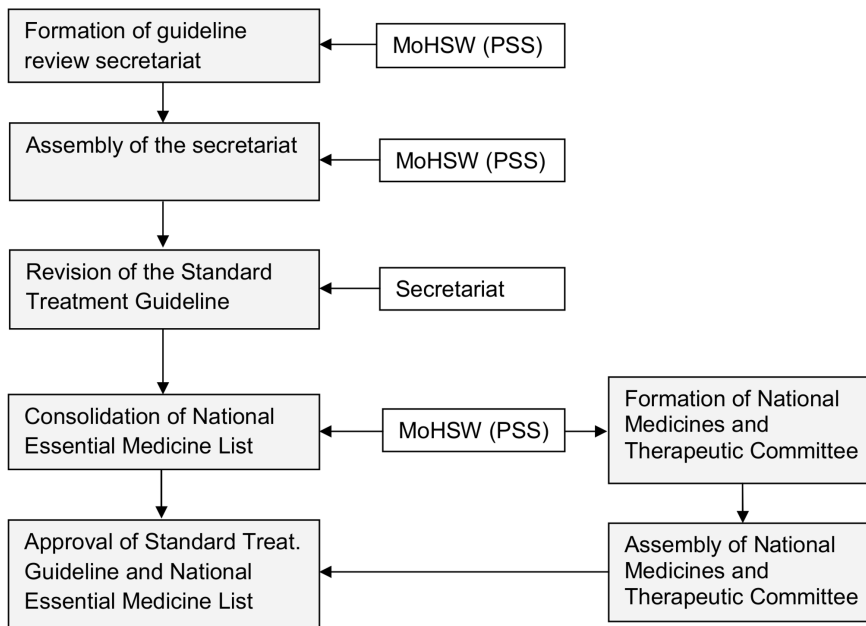 Formation of guideline
review secretariat
MoHSW (PSS)
Assembly of the secretariat
MoHSW (PSS)
Revision of the Standard
Treatment Guideline
Secretariat
Consolidation of National
Essential Medicine List
MoHSW (PSS)
Formation of National
Medicines and
Therapeutic Committee
Approval of Standard Treat.
Guideline and National
Essential Medicine List
Assembly of National
Medicines and
Therapeutic Committee